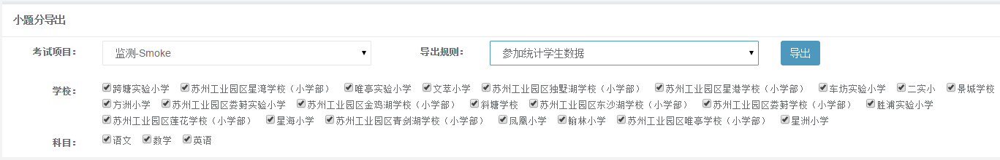 小题分导出
考试项目： 监测-Smoke 导出规则： 参加统计学生数据 导出
学校： 跨塘实验小学 苏州工业园区星湾学校（小学部） 唯亭实验小学 文萃小学 苏州工业园区独墅湖学校（小学部） 苏州工业园区星港学校（小学部） 车坊实验小学 二实小 景城学校
方洲小学 苏州工业园区娄葑实验小学 苏州工业园区金鸡湖学校（小学部） 斜塘学校 苏州工业园区东沙湖学校（小学部） 苏州工业园区娄葑学校（小学部） 胜浦实验小学
苏州工业园区莲花学校（小学部） 星海小学 苏州工业园区青剑湖学校（小学部） 凤凰小学 翰林小学 苏州工业园区唯亭学校（小学部） 星洲小学
科目： 语文 数学 英语